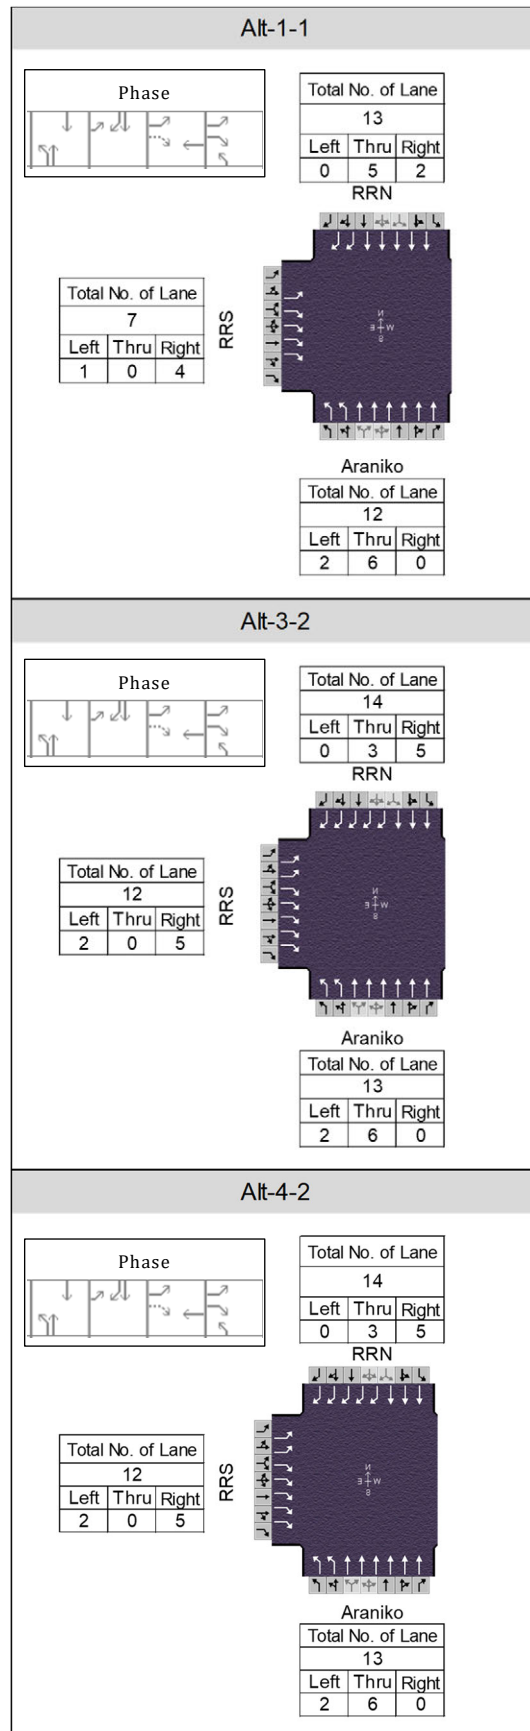 Alt-1-1
Phase
Total No. of Lane
13
Left Thru Right
0 5 2
RRN
Total No. of Lane
7
Left Thru Right
1 0 4
RRS
Araniko
Total No. of Lane
12
Left Thru Right
2 6 0
Alt-3-2
Phase
Total No. of Lane
14
Left Thru Right
0 3 5
RRN
Total No. of Lane
12
Left Thru Right
2 0 5
RRS
Araniko
Total No. of Lane
13
Left Thru Right
2 6 0
Alt-4-2
Phase
Total No. of Lane
14
Left Thru Right
0 3 5
RRN
Total No. of Lane
12
Left Thru Right
2 0 5
RRS
Araniko
Total No. of Lane
13
Left Thru Right
2 6 0